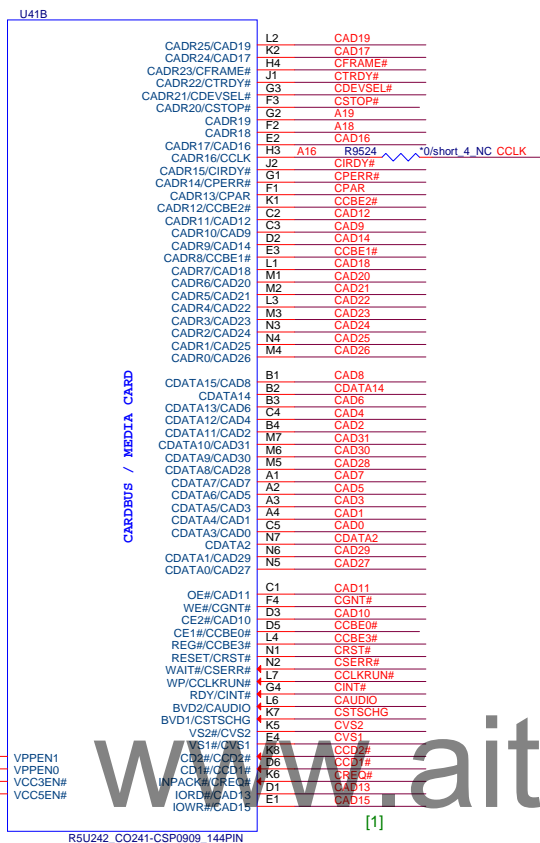 U41B
CADR25/CAD19 L2 CAD19
CADR24/CAD17 K2 CAD17
CADR23/CFRAME# H4 CFRAME#
CADR22/CTRDY# J1 CTRDY#
CADR21/CDEVSEL# G3 CDEVSEL#
CADR20/CSTOP# F3 CSTOP#
CADR19 G2 A19
CADR18 F2 A18
CADR17/CAD16 E2 CAD16
CADR16/CCLK H3 A16 R9524 *0/short_4_NC CCLK
CADR15/CIRDY# J2 CIRDY#
CADR14/CPERR# G1 CPERR#
CADR13/CPAR F1 CPAR
CADR12/CCBE2# K1 CCBE2#
CADR11/CAD12 C2 CAD12
CADR10/CAD9 C3 CAD9
CADR9/CAD14 D2 CAD14
CADR8/CCBE1# E3 CCBE1#
CADR7/CAD18 L1 CAD18
CADR6/CAD20 M1 CAD20
CADR5/CAD21 M2 CAD21
CADR4/CAD22 L3 CAD22
CADR3/CAD23 M3 CAD23
CADR2/CAD24 N3 CAD24
CADR1/CAD25 N4 CAD25
CADR0/CAD26 M4 CAD26
CARDBUS / MEDIA CARD
CDATA15/CAD8 B1 CAD8
CDATA14 B2 CDATA14
CDATA13/CAD6 B3 CAD6
CDATA12/CAD4 C4 CAD4
CDATA11/CAD2 B4 CAD2
CDATA10/CAD31 M7 CAD31
CDATA9/CAD30 M6 CAD30
CDATA8/CAD28 M5 CAD28
CDATA7/CAD7 A1 CAD7
CDATA6/CAD5 A2 CAD5
CDATA5/CAD3 A3 CAD3
CDATA4/CAD1 A4 CAD1
CDATA3/CAD0 C5 CAD0
CDATA2 N7 CDATA2
CDATA1/CAD29 N6 CAD29
CDATA0/CAD27 N5 CAD27
OE#/CAD11 C1 CAD11
WE#/CGNT# F4 CGNT#
CE2#/CAD10 D3 CAD10
CE1#/CCBE0# D5 CCBE0#
REG#/CCBE3# L4 CCBE3#
RESET/CRST# N1 CRST#
WAIT#/CSERR# N2 CSERR#
WP/CCLKRUN# L7 CCLKRUN#
RDY/CINT# G4 CINT#
BVD2/CAUDIO L6 CAUDIO
BVD1/CSTSCHG K7 CSTSCHG
VS2#/CVS2 K5 CVS2
VS1#/CVS1 E4 CVS1
VPPEN1 CD2#/CCD2# K8 CCD2#
VPPEN0 CD1#/CCD1# D6 CCD1#
VCC3EN# INPACK#/CREQ# K6 CREQ#
VCC5EN# IORD#/CAD13 D1 CAD13
IOWR#/CAD15 E1 CAD15
www.ait
[1]
R5U242_CO241-CSP0909_144PIN